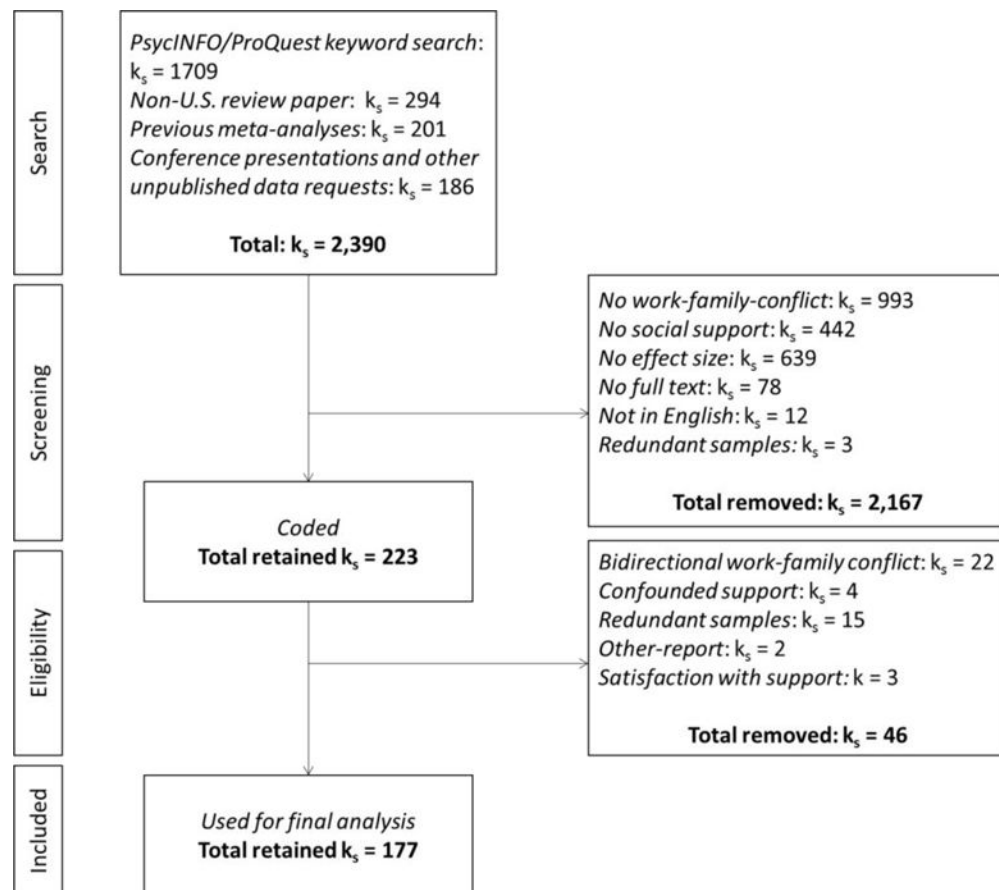 Search
PsycINFO/ProQuest keyword search:
kₛ = 1709
Non-U.S. review paper: kₛ = 294
Previous meta-analyses: kₛ = 201
Conference presentations and other
unpublished data requests: kₛ = 186
Total: kₛ = 2,390
Screening
No work-family-conflict: kₛ = 993
No social support: kₛ = 442
No effect size: kₛ = 639
No full text: kₛ = 78
Not in English: kₛ = 12
Redundant samples: kₛ = 3
Total removed: kₛ = 2,167
Coded
Total retained kₛ = 223
Eligibility
Bidirectional work-family conflict: kₛ = 22
Confounded support: kₛ = 4
Redundant samples: kₛ = 15
Other-report: kₛ = 2
Satisfaction with support: k = 3
Total removed: kₛ = 46
Included
Used for final analysis
Total retained kₛ = 177